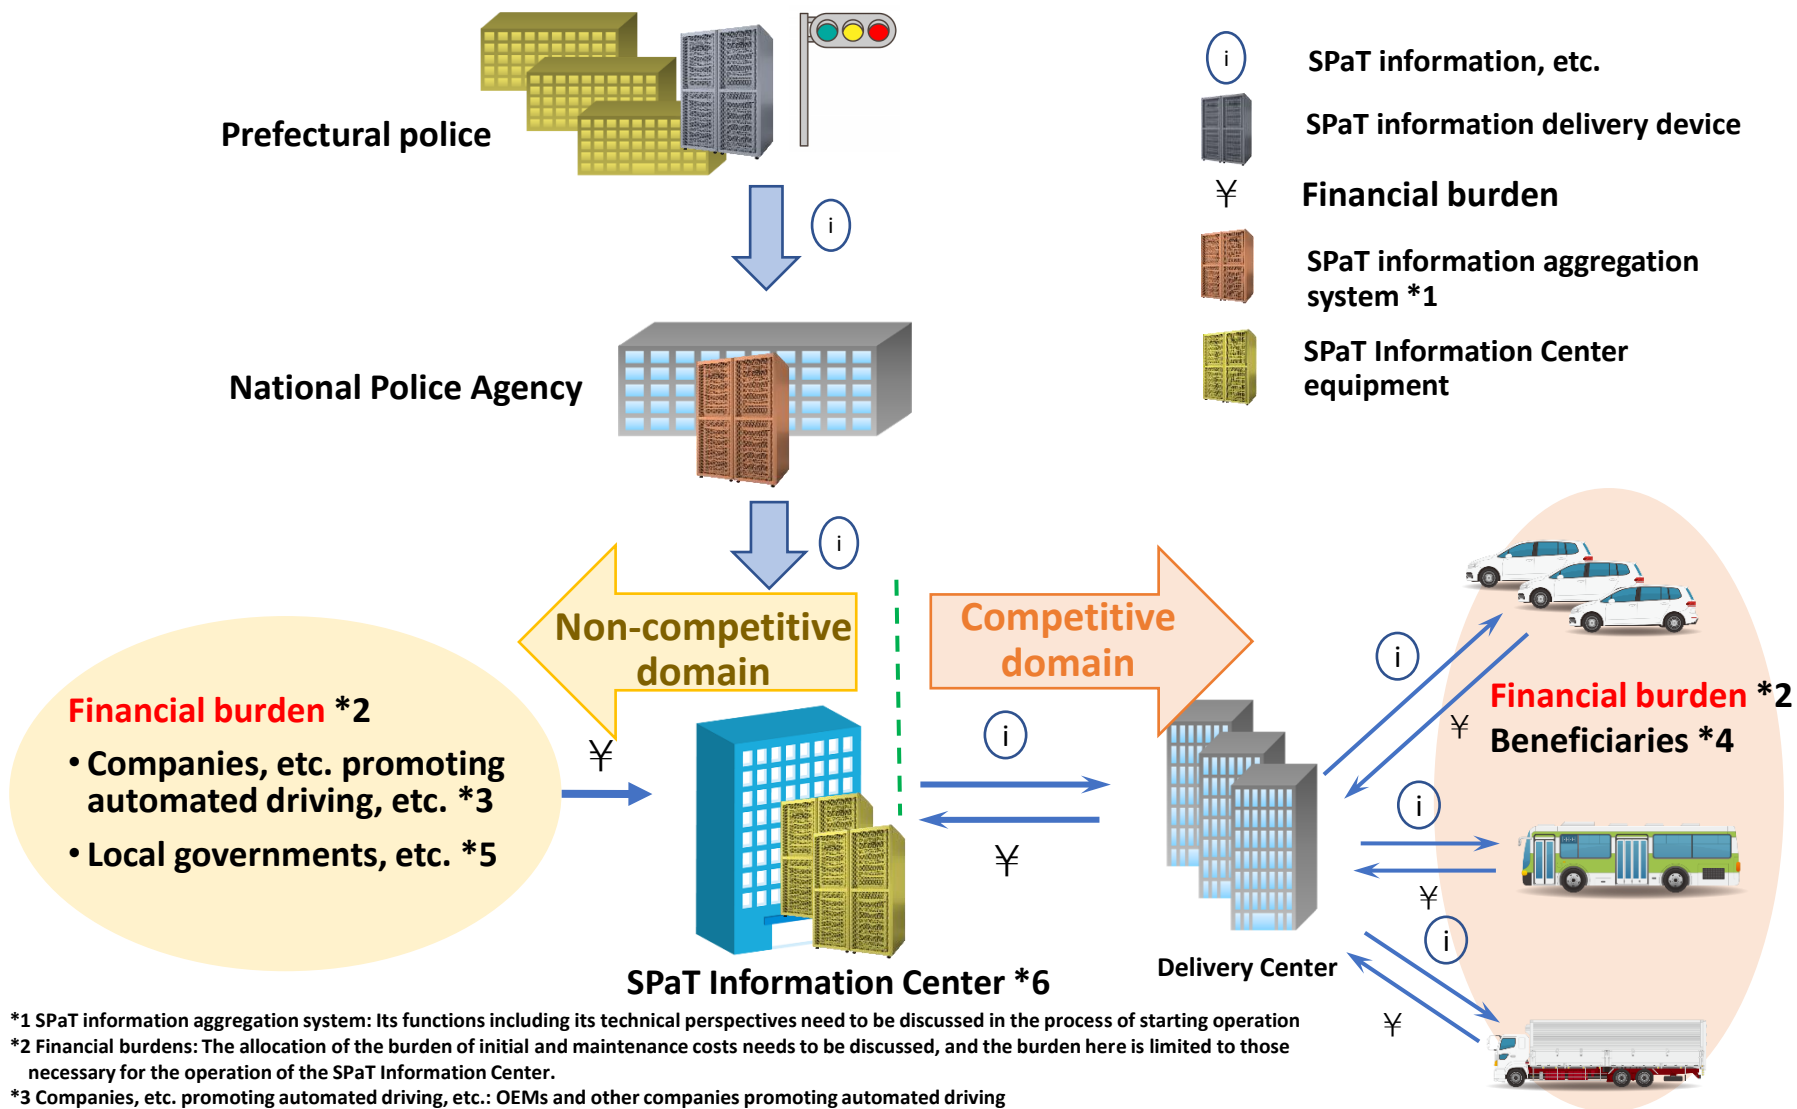 Prefectural police
i
SPaT information, etc.
SPaT information delivery device
¥ Financial burden
SPaT information aggregation
system *1
SPaT Information Center
equipment
i
National Police Agency
i
Non-competitive
domain
Competitive
domain
Financial burden *2
• Companies, etc. promoting
automated driving, etc. *3
• Local governments, etc. *5
¥
i
¥
i
¥
Financial burden *2
Beneficiaries *4
i
¥
i
¥
Delivery Center
SPaT Information Center *6
*1 SPaT information aggregation system: Its functions including its technical perspectives need to be discussed in the process of starting operation
*2 Financial burdens: The allocation of the burden of initial and maintenance costs needs to be discussed, and the burden here is limited to those
necessary for the operation of the SPaT Information Center.
*3 Companies, etc. promoting automated driving, etc.: OEMs and other companies promoting automated driving